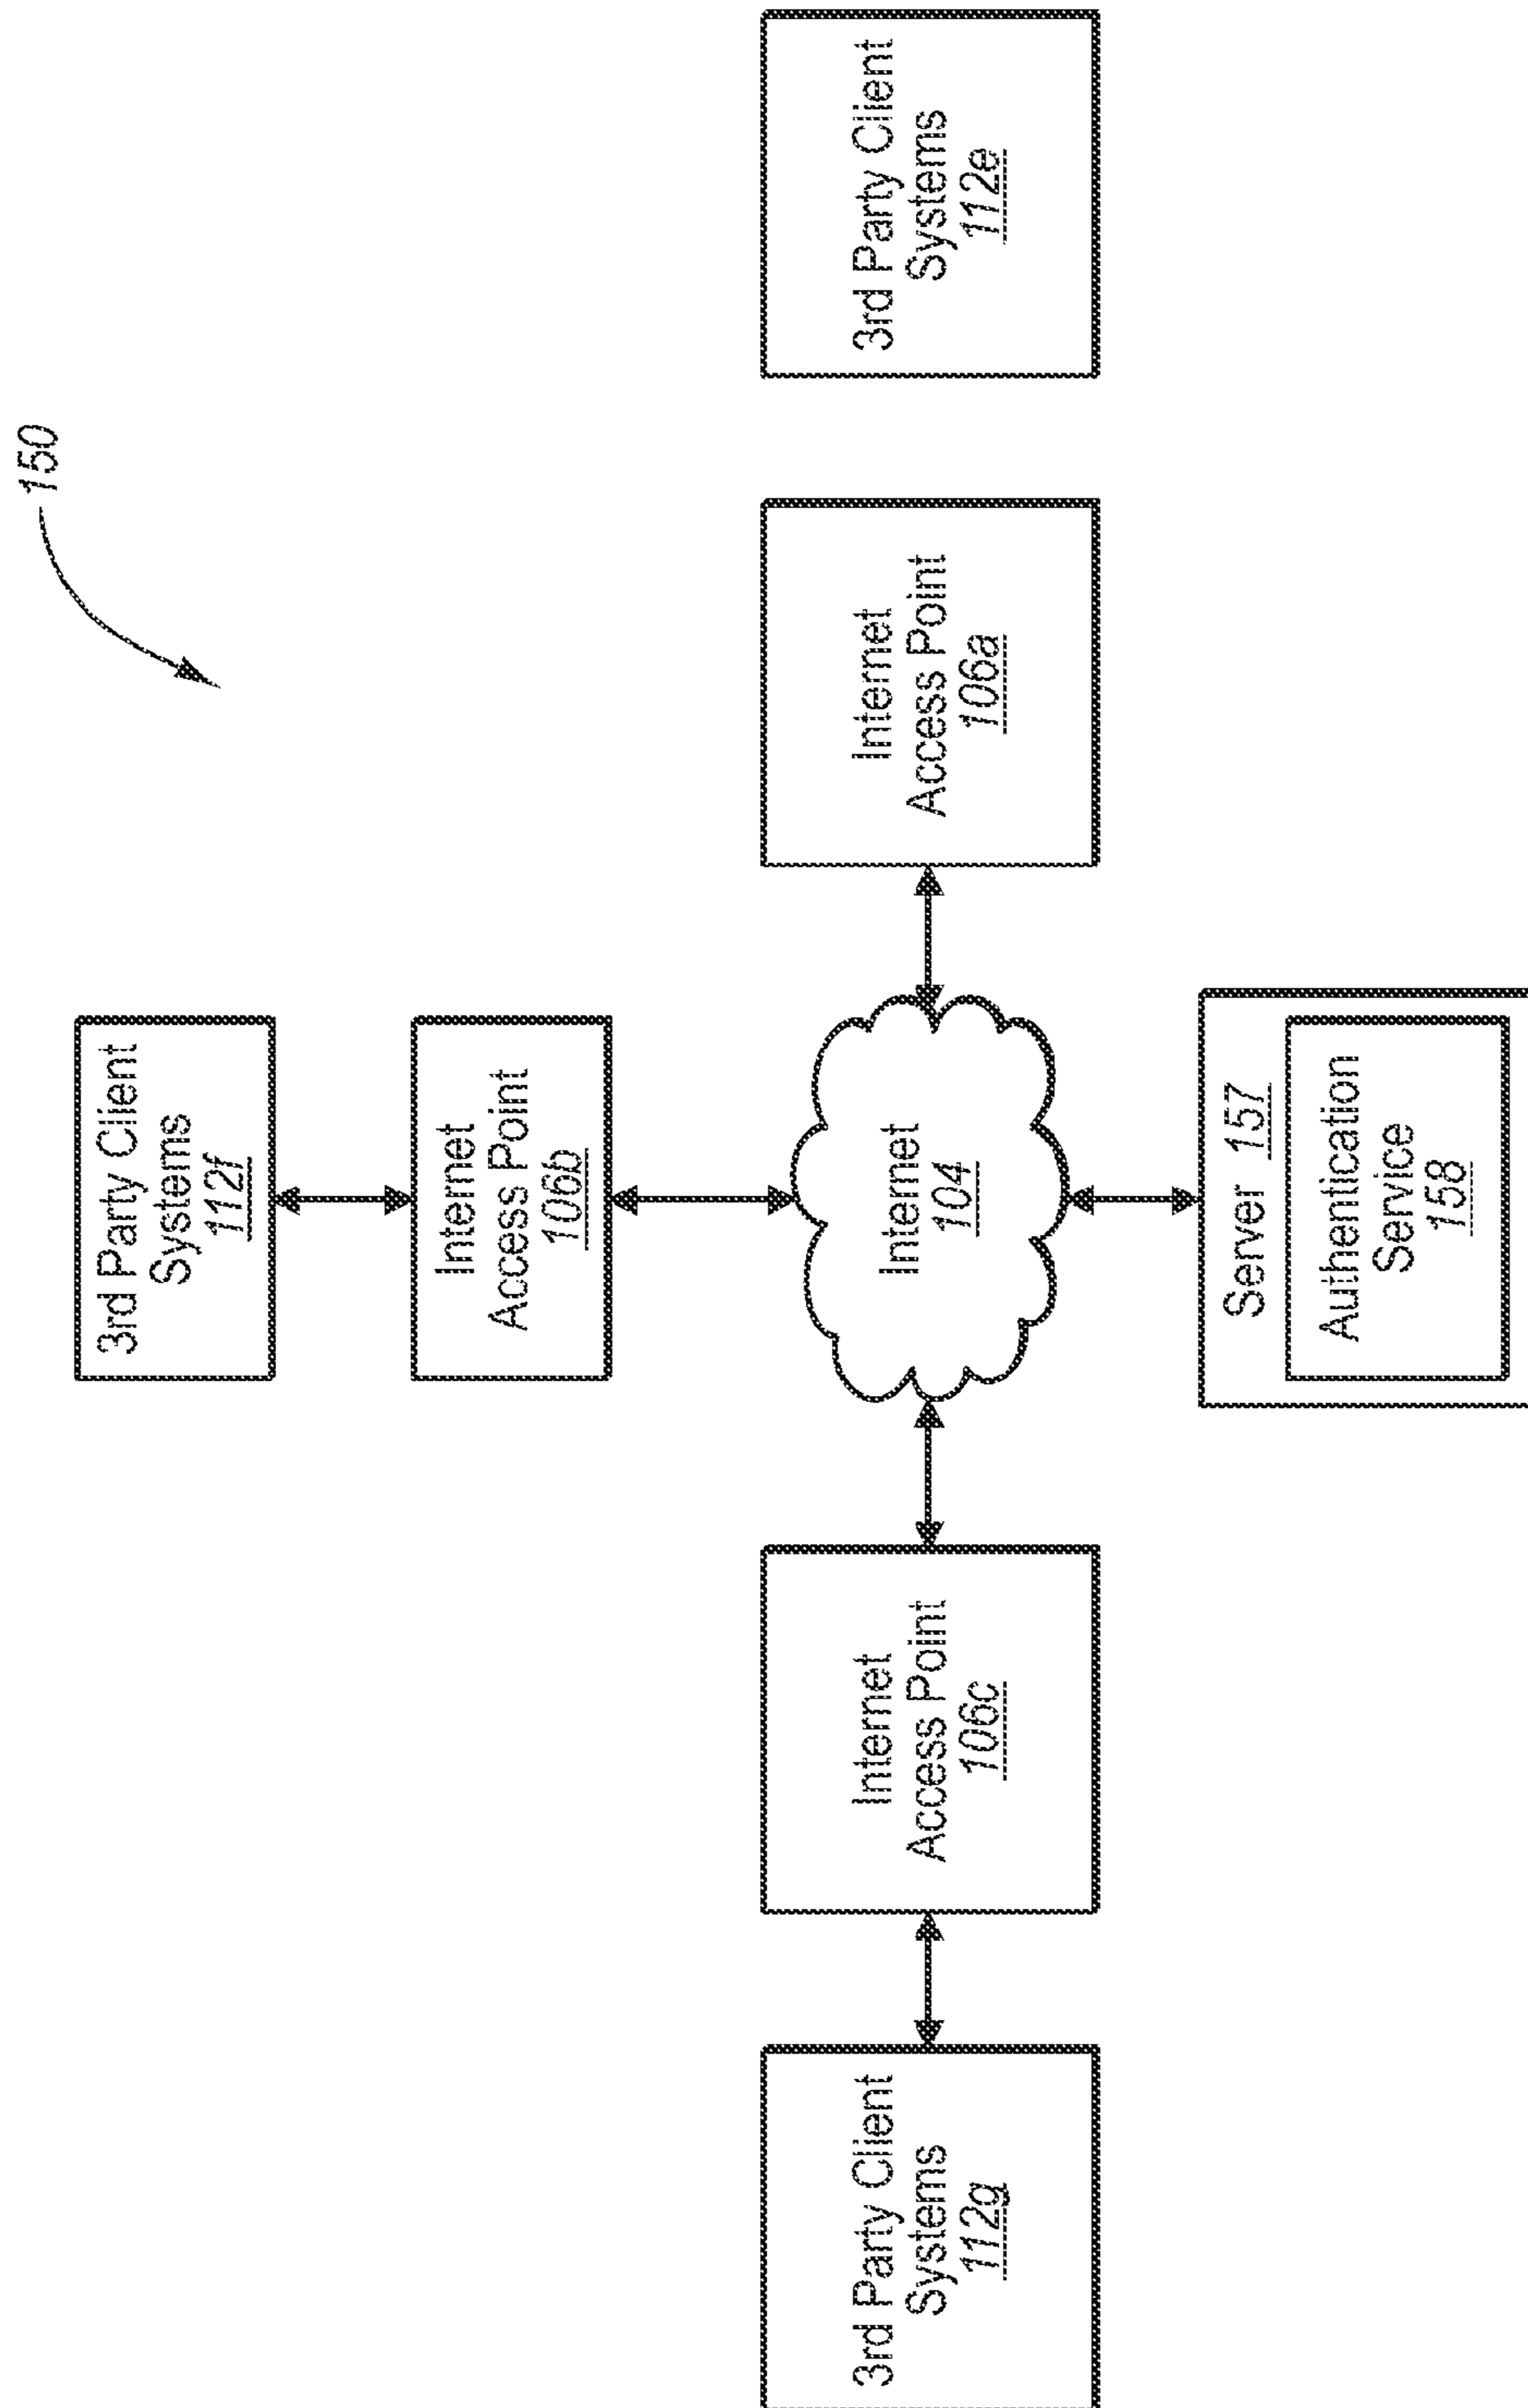 150
3rd Party Client
Systems
112f
Internet
Access Point
106b
3rd Party Client
Systems
112g
Internet
Access Point
106c
Internet
104
Internet
Access Point
106a
3rd Party Client
Systems
112e
Server 157
Authentication
Service
158